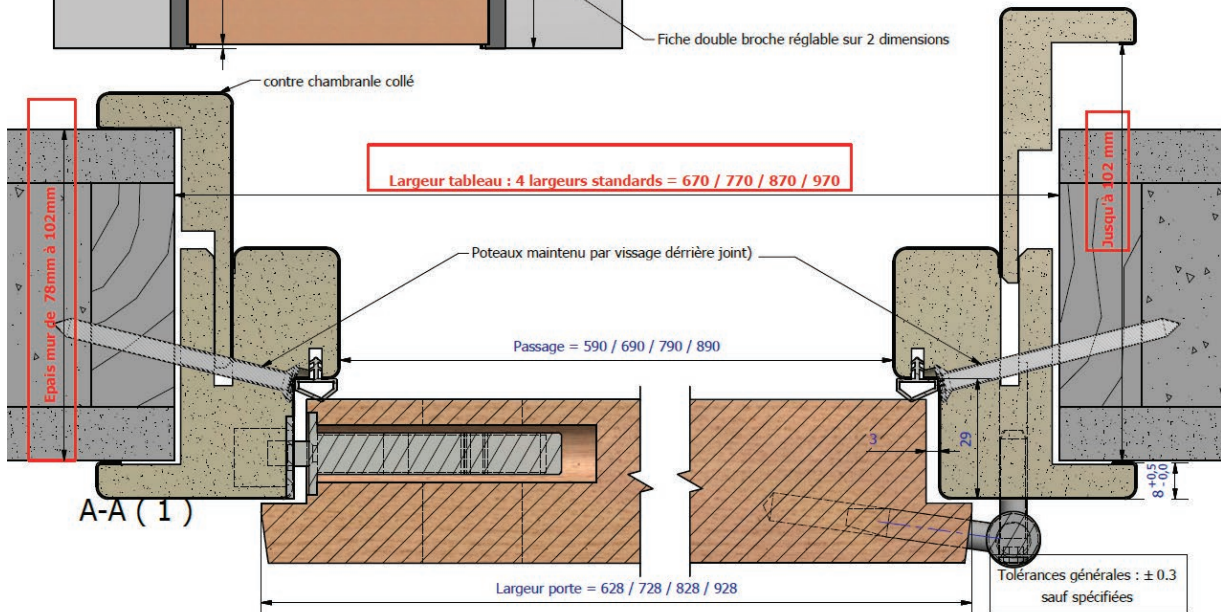 Fiche double broche réglable sur 2 dimensions
contre chambranle collé
Largeur tableau : 4 largeurs standards = 670 / 770 / 870 / 970
Epais mur de 78mm à 102mm
Jusqu'à 102 mm
Poteaux maintenu par vissage dérrière joint)
Passage = 590 / 690 / 790 / 890
3
29
8 +0,5 -0,0
A-A ( 1 )
Largeur porte = 628 / 728 / 828 / 928
Tolérances générales : ± 0.3
sauf spécifiées